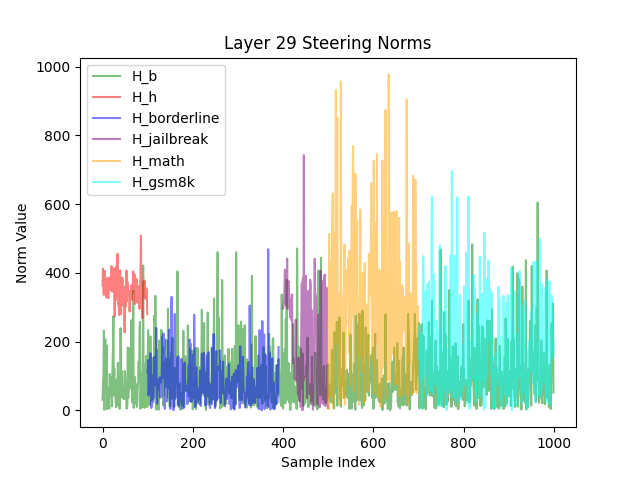 Layer 29 Steering Norms
Norm Value
1000
800
600
400
200
0
H_b
H_h
H_borderline
H_jailbreak
H_math
H_gsm8k
0 200 400 600 800 1000
Sample Index